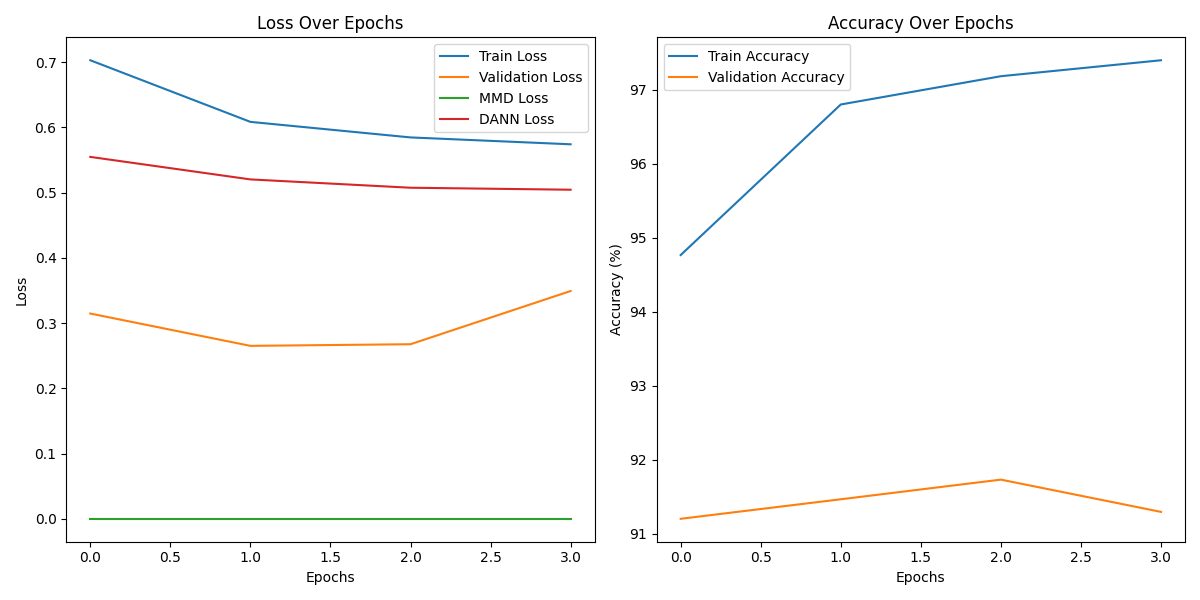 Loss Over Epochs
Train Loss
Validation Loss
MMD Loss
DANN Loss
0.7
0.6
0.5
0.4
0.3
0.2
0.1
0.0
Loss
0.0 0.5 1.0 1.5 2.0 2.5 3.0
Epochs
Accuracy Over Epochs
Train Accuracy
Validation Accuracy
97
96
95
94
93
92
91
Accuracy (%)
0.0 0.5 1.0 1.5 2.0 2.5 3.0
Epochs